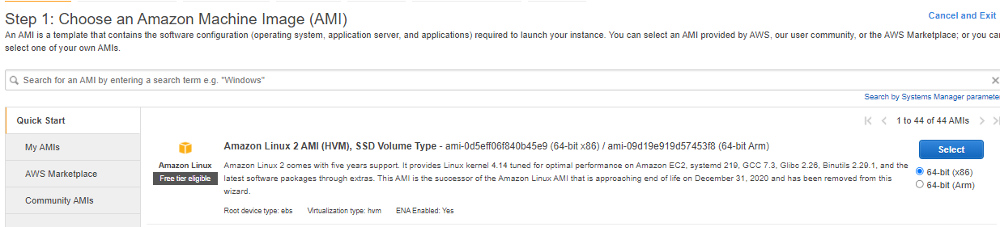 Step 1: Choose an Amazon Machine Image (AMI)
Cancel and Exit
An AMI is a template that contains the software configuration (operating system, application server, and applications) required to launch your instance. You can select an AMI provided by AWS, our user community, or the AWS Marketplace; or you can
select one of your own AMIs.
Search for an AMI by entering a search term e.g. "Windows"
Search by Systems Manager paramete
Quick Start
1 to 44 of 44 AMIs
My AMIs
AWS Marketplace
Community AMIs
Amazon Linux
Free tier eligible
Amazon Linux 2 AMI (HVM), SSD Volume Type - ami-0d5eff06f840b45e9 (64-bit x86) / ami-09d19e919d57453f8 (64-bit Arm)
Amazon Linux 2 comes with five years support. It provides Linux kernel 4.14 tuned for optimal performance on Amazon EC2, systemd 219, GCC 7.3, Glibc 2.26, Binutils 2.29.1, and the
latest software packages through extras. This AMI is the successor of the Amazon Linux AMI that is approaching end of life on December 31, 2020 and has been removed from this
wizard.
Root device type: ebs Virtualization type: hvm ENA Enabled: Yes
Select
64-bit (x86)
64-bit (Arm)